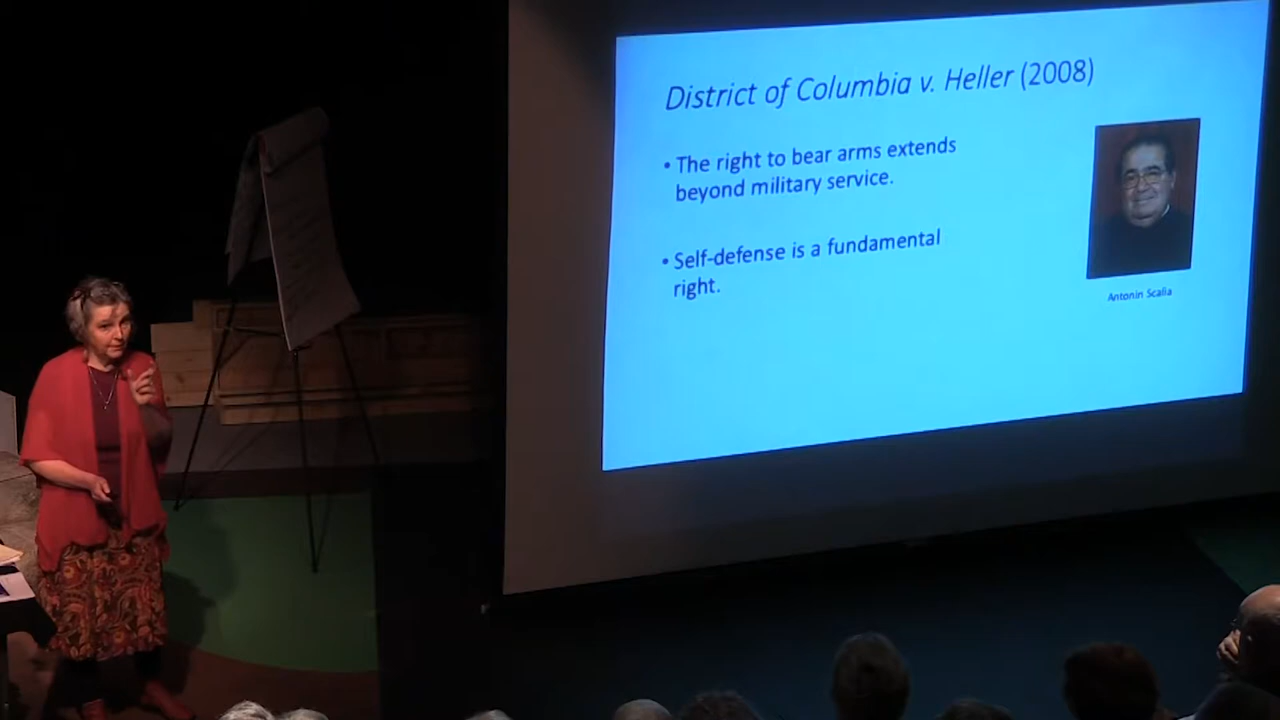 District of Columbia v. Heller (2008)
• The right to bear arms extends
beyond military service.
• Self-defense is a fundamental
right.
Antonin Scalia